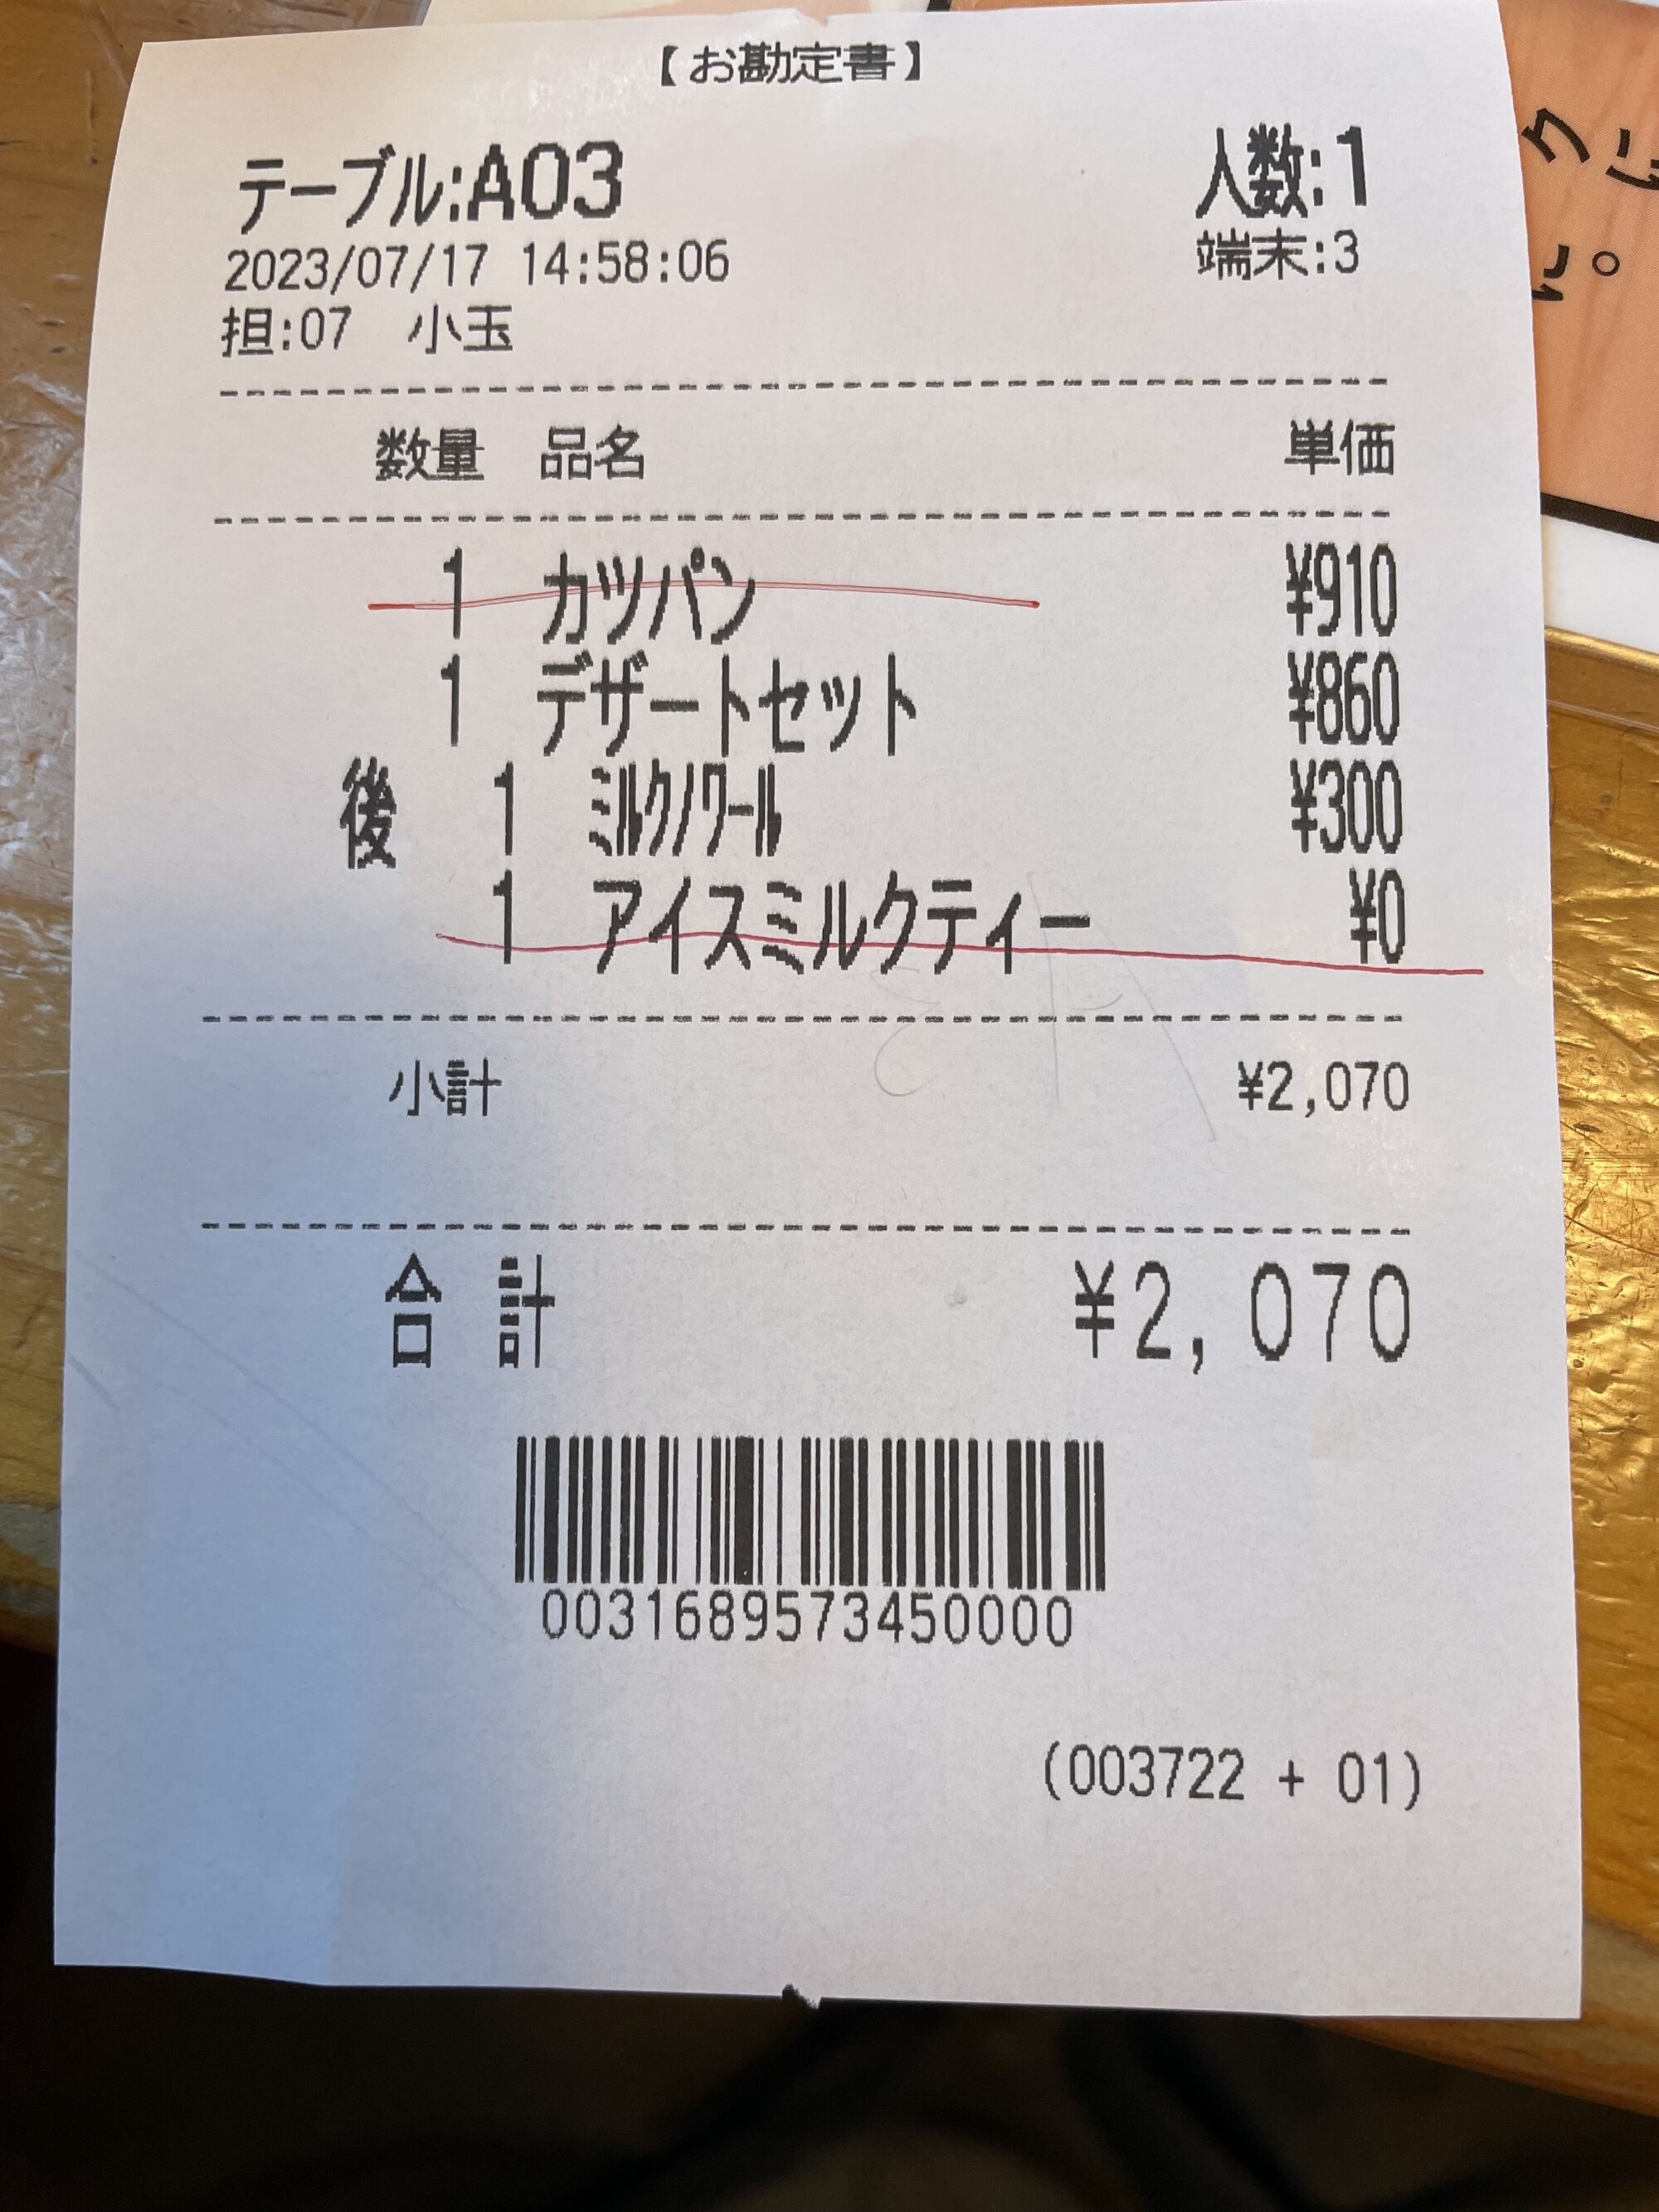 【お勘定書】
テーブル:A03 人数:1
2023/07/17 14:58:06 端末:3
担:07 小玉
数量 品名 単価
1 カツパン ¥910
1 デザートセット ¥860
後 1 ﾐﾙｸﾉﾜｰﾙ ¥300
1 アイスミルクティー ¥0
小計 ¥2,070
合 計 ¥2,070
0031689573450000
(003722 + 01)